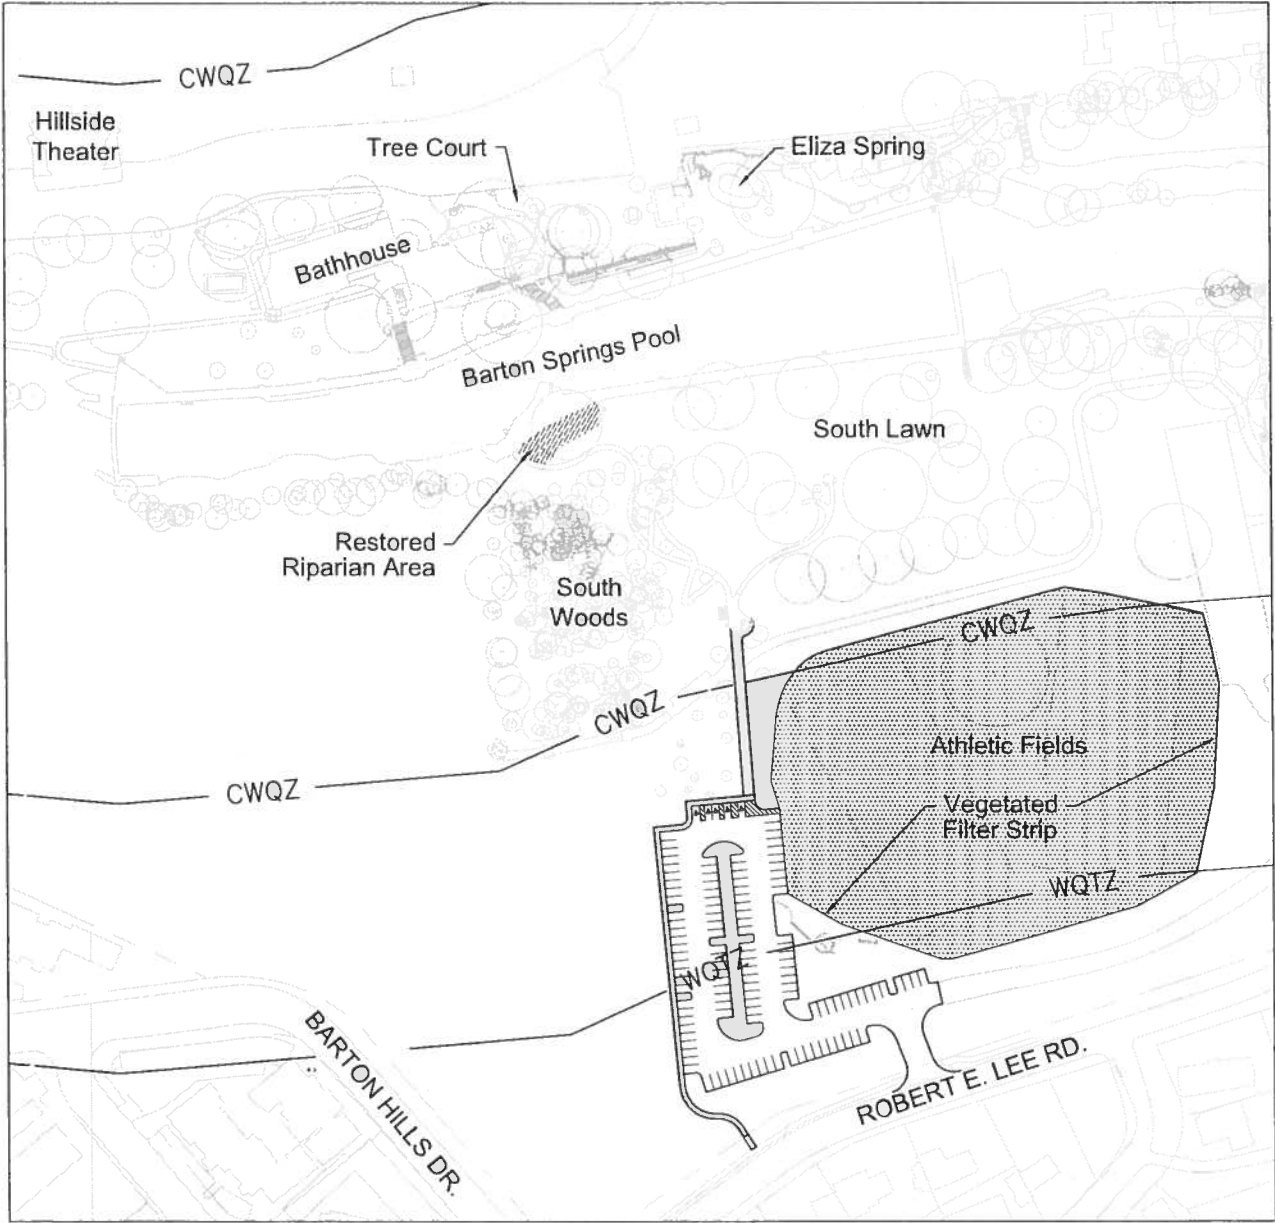 CWQZ
Hillside
Theater
Tree Court
Eliza Spring
Bathhouse
Barton Springs Pool
South Lawn
Restored
Riparian Area
South
Woods
CWQZ
CWQZ
CWQZ
Athletic Fields
Vegetated
Filter Strip
WQTZ
WQTZ
BARTON HILLS DR.
ROBERT E. LEE RD.